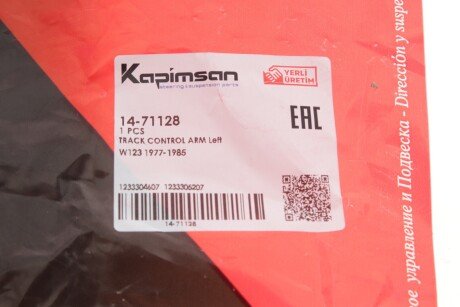 Kapimsan
steering & suspension parts
YERLİ
ÜRETİM
14-71128
1 PCS
TRACK CONTROL ARM Left
W123 1977-1985
EAC
1233304607 1233306207
14-71128
ое управление и Подвеска - Dirección y suspe